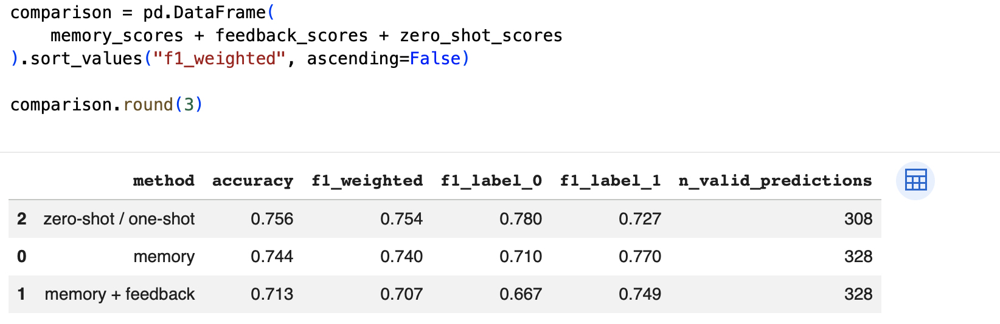 comparison = pd.DataFrame(
    memory_scores + feedback_scores + zero_shot_scores
).sort_values("f1_weighted", ascending=False)
comparison.round(3)
method accuracy f1_weighted f1_label_0 f1_label_1 n_valid_predictions
2 zero-shot / one-shot 0.756 0.754 0.780 0.727 308
0 memory 0.744 0.740 0.710 0.770 328
1 memory + feedback 0.713 0.707 0.667 0.749 328